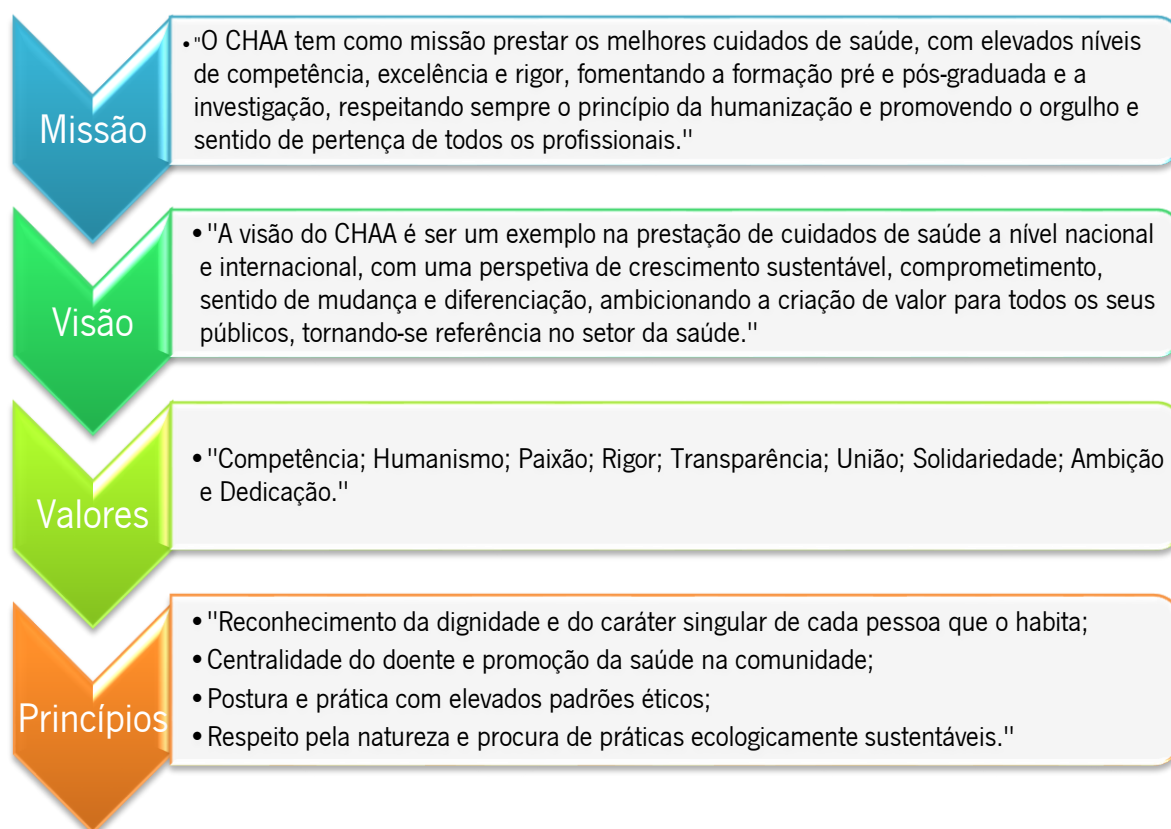 Missão
• "O CHAA tem como missão prestar os melhores cuidados de saúde, com elevados níveis
de competência, excelência e rigor, fomentando a formação pré e pós-graduada e a
investigação, respeitando sempre o princípio da humanização e promovendo o orgulho e
sentido de pertença de todos os profissionais."
Visão
• "A visão do CHAA é ser um exemplo na prestação de cuidados de saúde a nível nacional
e internacional, com uma perspetiva de crescimento sustentável, comprometimento,
sentido de mudança e diferenciação, ambicionando a criação de valor para todos os seus
públicos, tornando-se referência no setor da saúde."
Valores
• "Competência; Humanismo; Paixão; Rigor; Transparência; União; Solidariedade; Ambição
e Dedicação."
Princípios
• "Reconhecimento da dignidade e do caráter singular de cada pessoa que o habita;
• Centralidade do doente e promoção da saúde na comunidade;
• Postura e prática com elevados padrões éticos;
• Respeito pela natureza e procura de práticas ecologicamente sustentáveis."